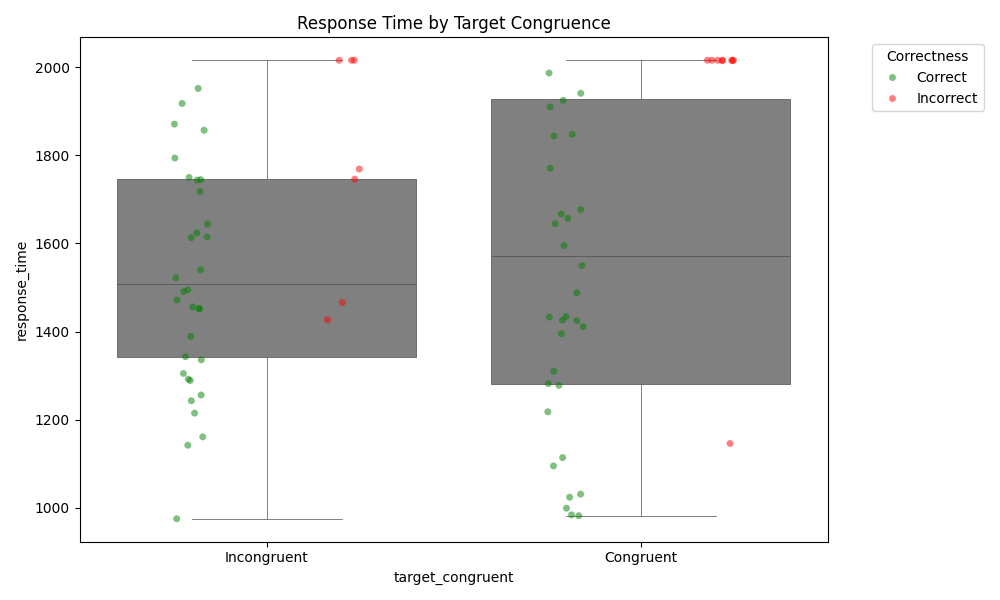 Response Time by Target Congruence
Correctness
Correct
Incorrect
response_time
2000
1800
1600
1400
1200
1000
Incongruent
Congruent
target_congruent